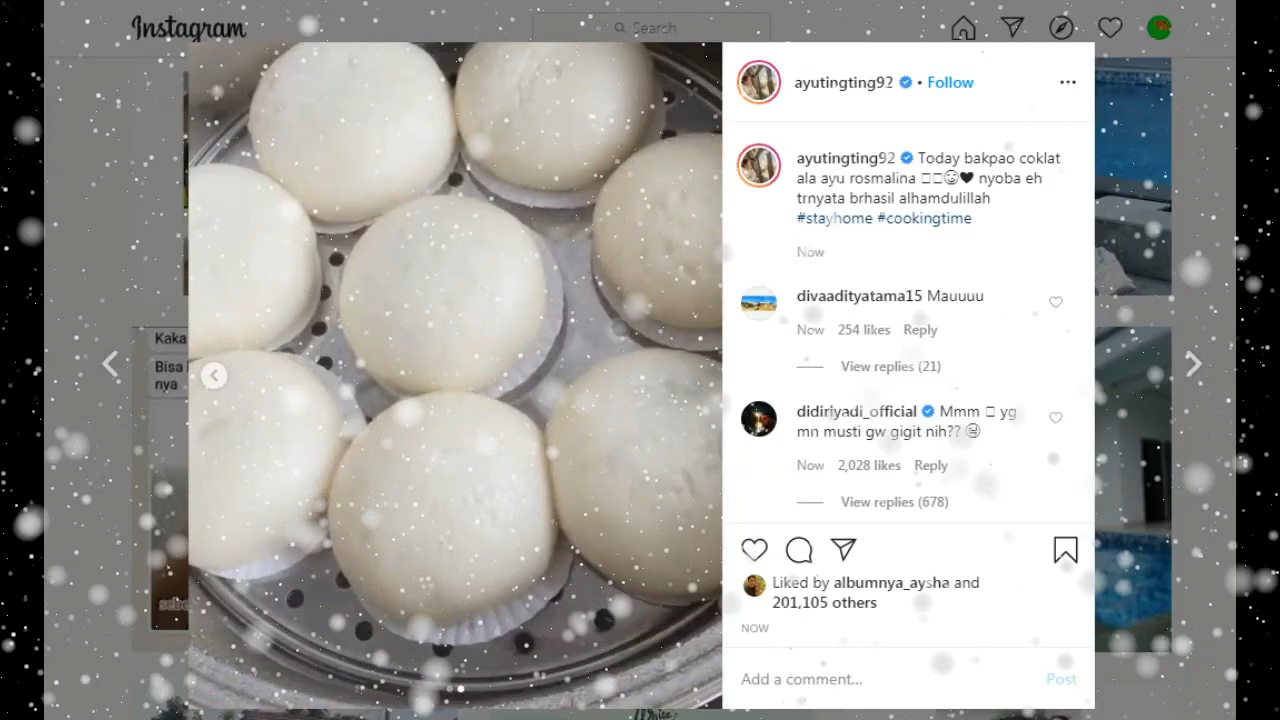 Instagram
Search
ayutingting92 • Follow
ayutingting92 Today bakpao coklat
ala ayu rosmalina nyoba eh
trnyata brhasil alhamdulillah
#stayhome #cookingtime
Now
divaadityatama15 Mauuuu
Now 254 likes Reply
View replies (21)
didiriyadi_official Mmm yg
mn musti gw gigit nih??
Now 2,028 likes Reply
View replies (678)
Liked by albumnya_aysha and
201,105 others
NOW
Add a comment... Post
Kaka
Bisa
nya